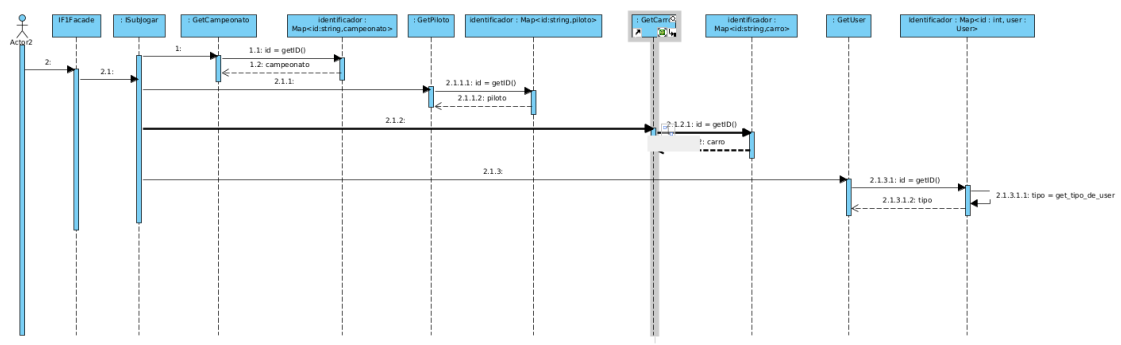 Actor2
IF1Facade
: ISubJogar
: GetCampeonato
identificador :
Map<id:string,campeonato>
: GetPiloto
identificador : Map<id:string,piloto>
: GetCarro
identificador :
Map<id:string,carro>
: GetUser
Identificador : Map<id : int, user :
User>
1:
1.1: id = getID()
1.2: campeonato
2:
2.1:
2.1.1:
2.1.1.1: id = getID()
2.1.1.2: piloto
2.1.2:
2.1.2.1: id = getID()
: carro
2.1.3:
2.1.3.1: id = getID()
2.1.3.1.1: tipo = get_tipo_de_user
2.1.3.1.2: tipo